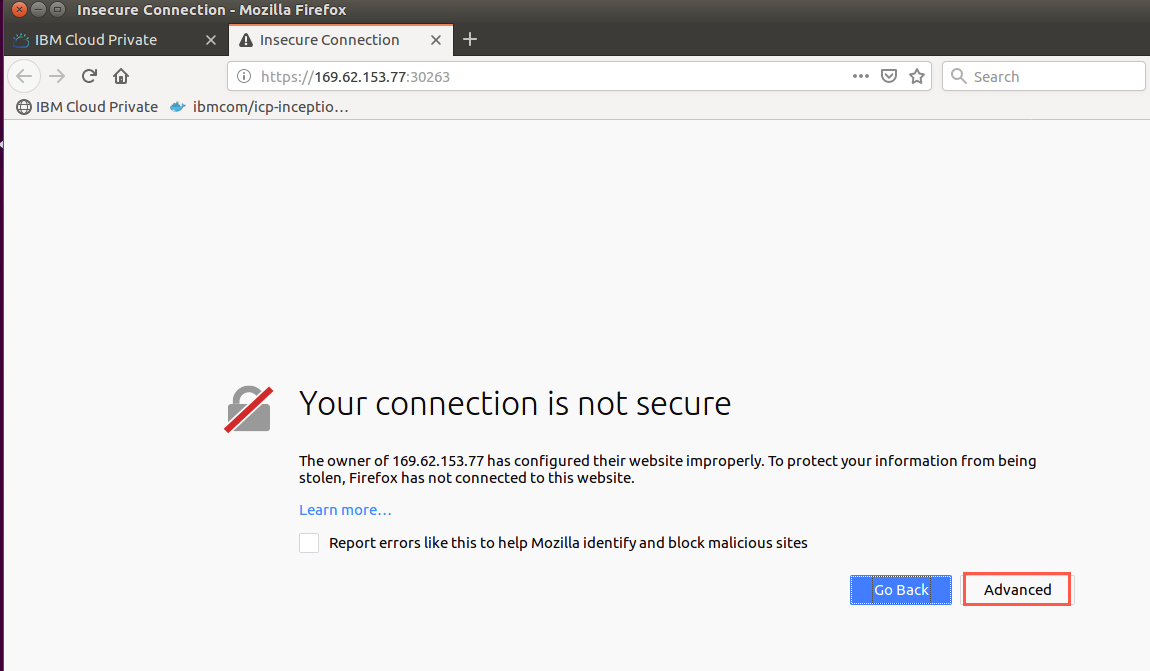 Insecure Connection - Mozilla Firefox
IBM Cloud Private
Insecure Connection
https://169.62.153.77:30263
Search
IBM Cloud Private
ibmcom/icp-inceptio…
Your connection is not secure
The owner of 169.62.153.77 has configured their website improperly. To protect your information from being
stolen, Firefox has not connected to this website.
Learn more…
Report errors like this to help Mozilla identify and block malicious sites
Go Back
Advanced